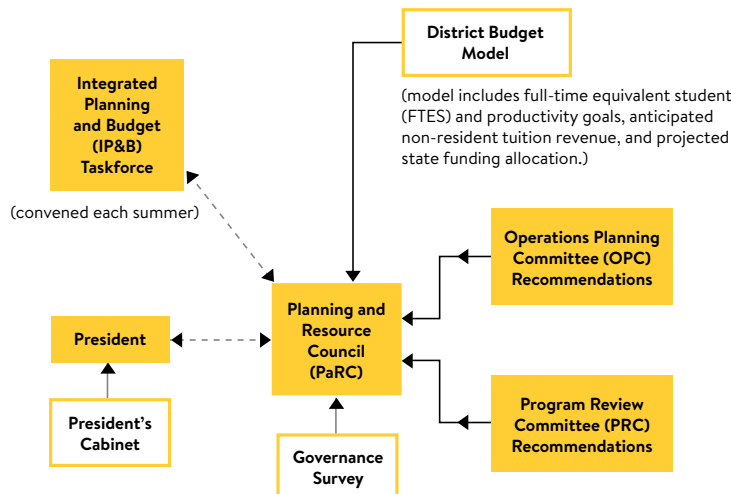 District Budget
Model
(model includes full-time equivalent student
(FTES) and productivity goals, anticipated
non-resident tuition revenue, and projected
state funding allocation.)
Integrated
Planning
and Budget
(IP&B)
Taskforce
(convened each summer)
Operations Planning
Committee (OPC)
Recommendations
Planning and
Resource
Council
(PaRC)
President
President's
Cabinet
Program Review
Committee (PRC)
Recommendations
Governance
Survey